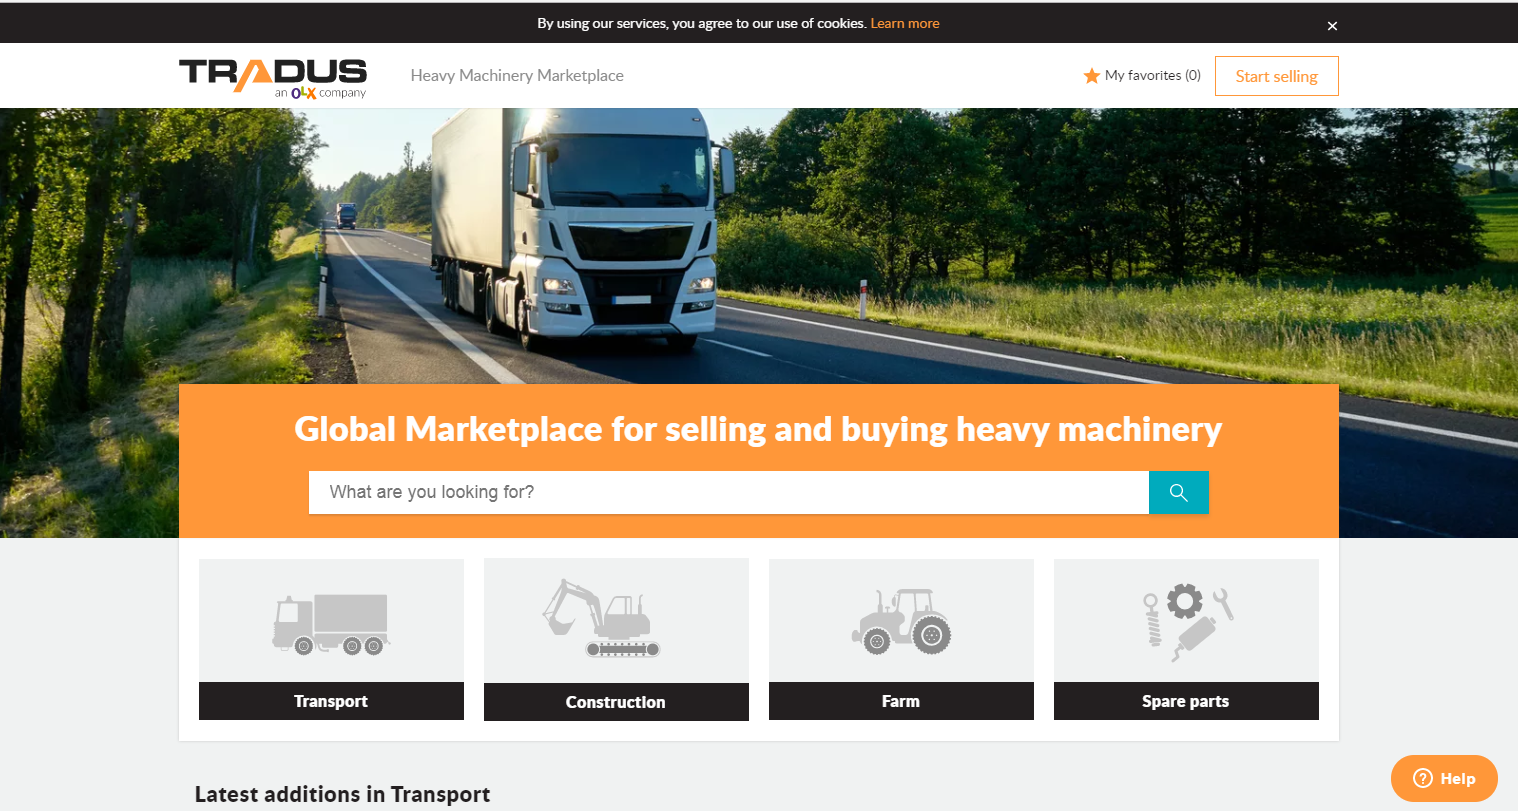 By using our services, you agree to our use of cookies. Learn more
×
TRADUS
an OLX company
Heavy Machinery Marketplace
My favorites (0)
Start selling
Global Marketplace for selling and buying heavy machinery
What are you looking for?
Transport
Construction
Farm
Spare parts
Latest additions in Transport
? Help